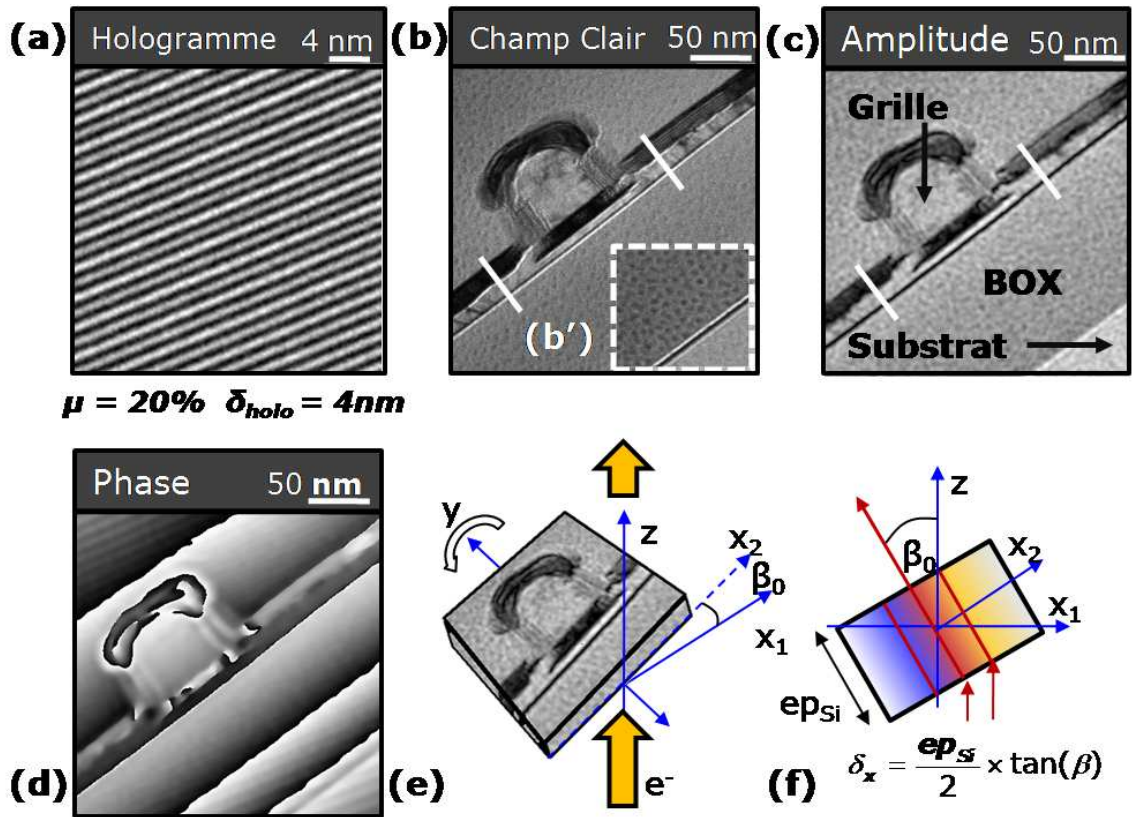 (a) Hologramme 4 nm
(b) Champ Clair 50 nm
(b')
(c) Amplitude 50 nm
Grille
BOX
Substrat
μ = 20% δholo = 4nm
(d) Phase 50 nm
(e)
y
z
x2
β0
x1
e-
(f)
z
β0
x2
x1
epSi
δx = epSi/2 × tan(β)